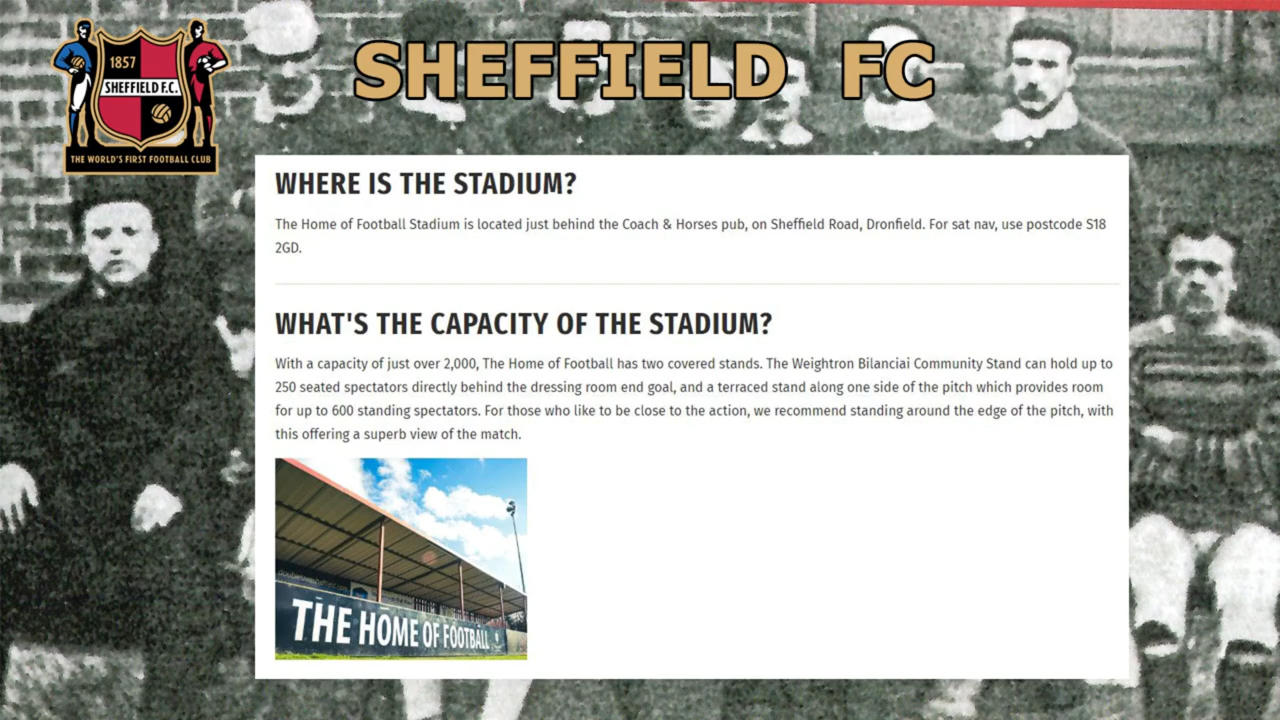 1857
SHEFFIELD F.C.
THE WORLD'S FIRST FOOTBALL CLUB
SHEFFIELD FC
WHERE IS THE STADIUM?
The Home of Football Stadium is located just behind the Coach & Horses pub, on Sheffield Road, Dronfield. For sat nav, use postcode S18
2GD.
WHAT'S THE CAPACITY OF THE STADIUM?
With a capacity of just over 2,000, The Home of Football has two covered stands. The Weightron Bilanciai Community Stand can hold up to
250 seated spectators directly behind the dressing room end goal, and a terraced stand along one side of the pitch which provides room
for up to 600 standing spectators. For those who like to be close to the action, we recommend standing around the edge of the pitch, with
this offering a superb view of the match.
THE HOME OF FOOTBALL